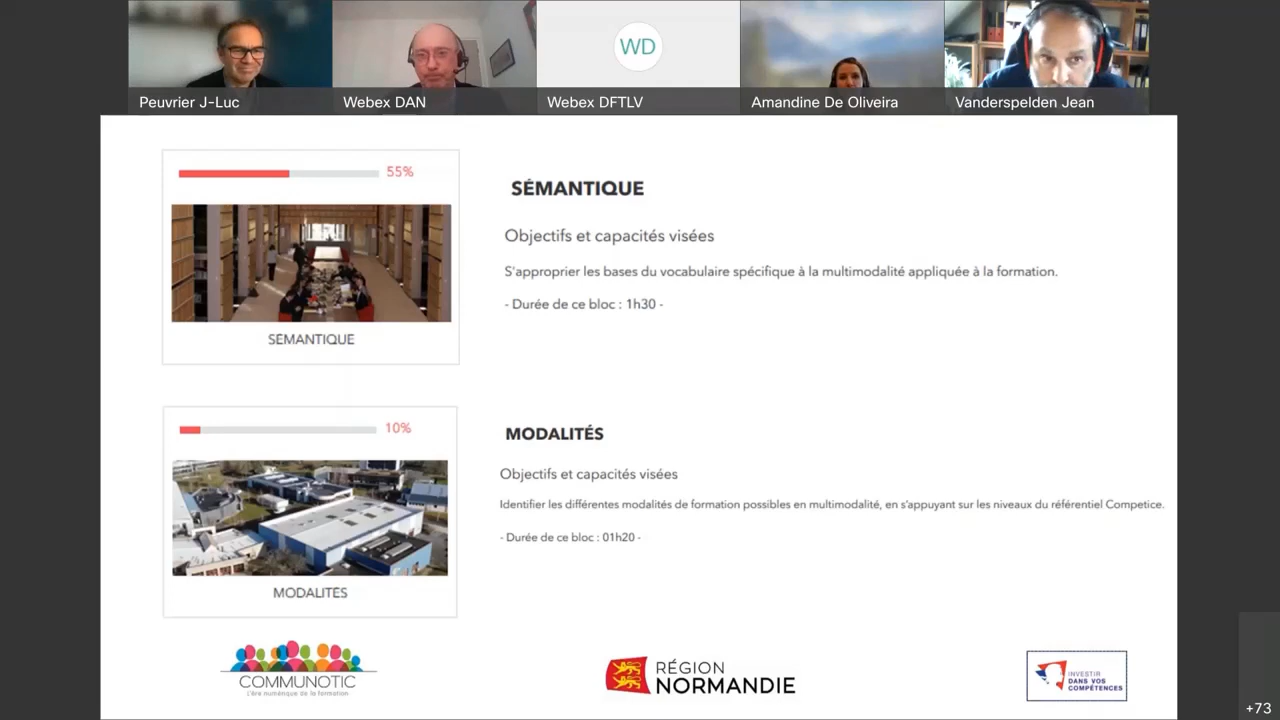 WD
Peuvrier J-Luc
Webex DAN
Webex DFTLV
Amandine De Oliveira
Vanderspelden Jean
55%
SÉMANTIQUE
SÉMANTIQUE
Objectifs et capacités visées
S'approprier les bases du vocabulaire spécifique à la multimodalité appliquée à la formation.
- Durée de ce bloc : 1h30 -
10%
MODALITÉS
MODALITÉS
Objectifs et capacités visées
Identifier les différentes modalités de formation possibles en multimodalité, en s'appuyant sur les niveaux du référentiel Competice.
- Durée de ce bloc : 01h20 -
COMMUNOTIC
L'ère numérique de la formation
RÉGION
NORMANDIE
INVESTIR
DANS VOS
COMPÉTENCES
+73